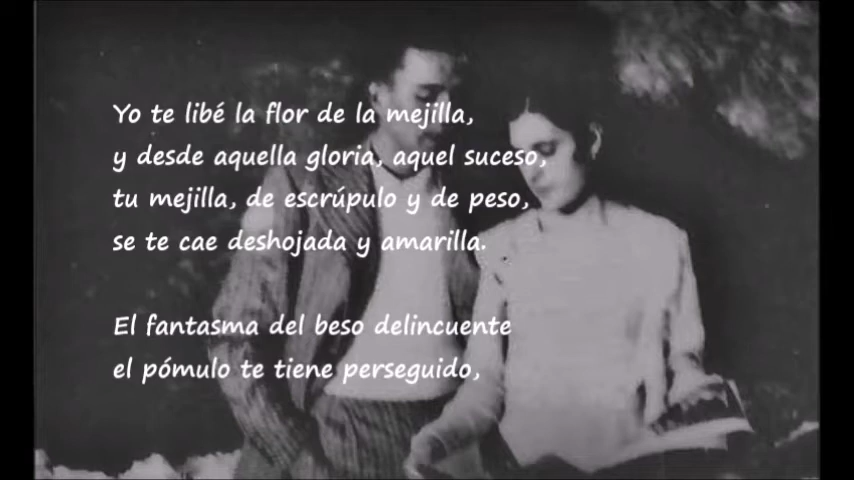 Yo te libé la flor de la mejilla,
y desde aquella gloria, aquel suceso,
tu mejilla, de escrúpulo y de peso,
se te cae deshojada y amarilla.
El fantasma del beso delincuente
el pómulo te tiene perseguido,